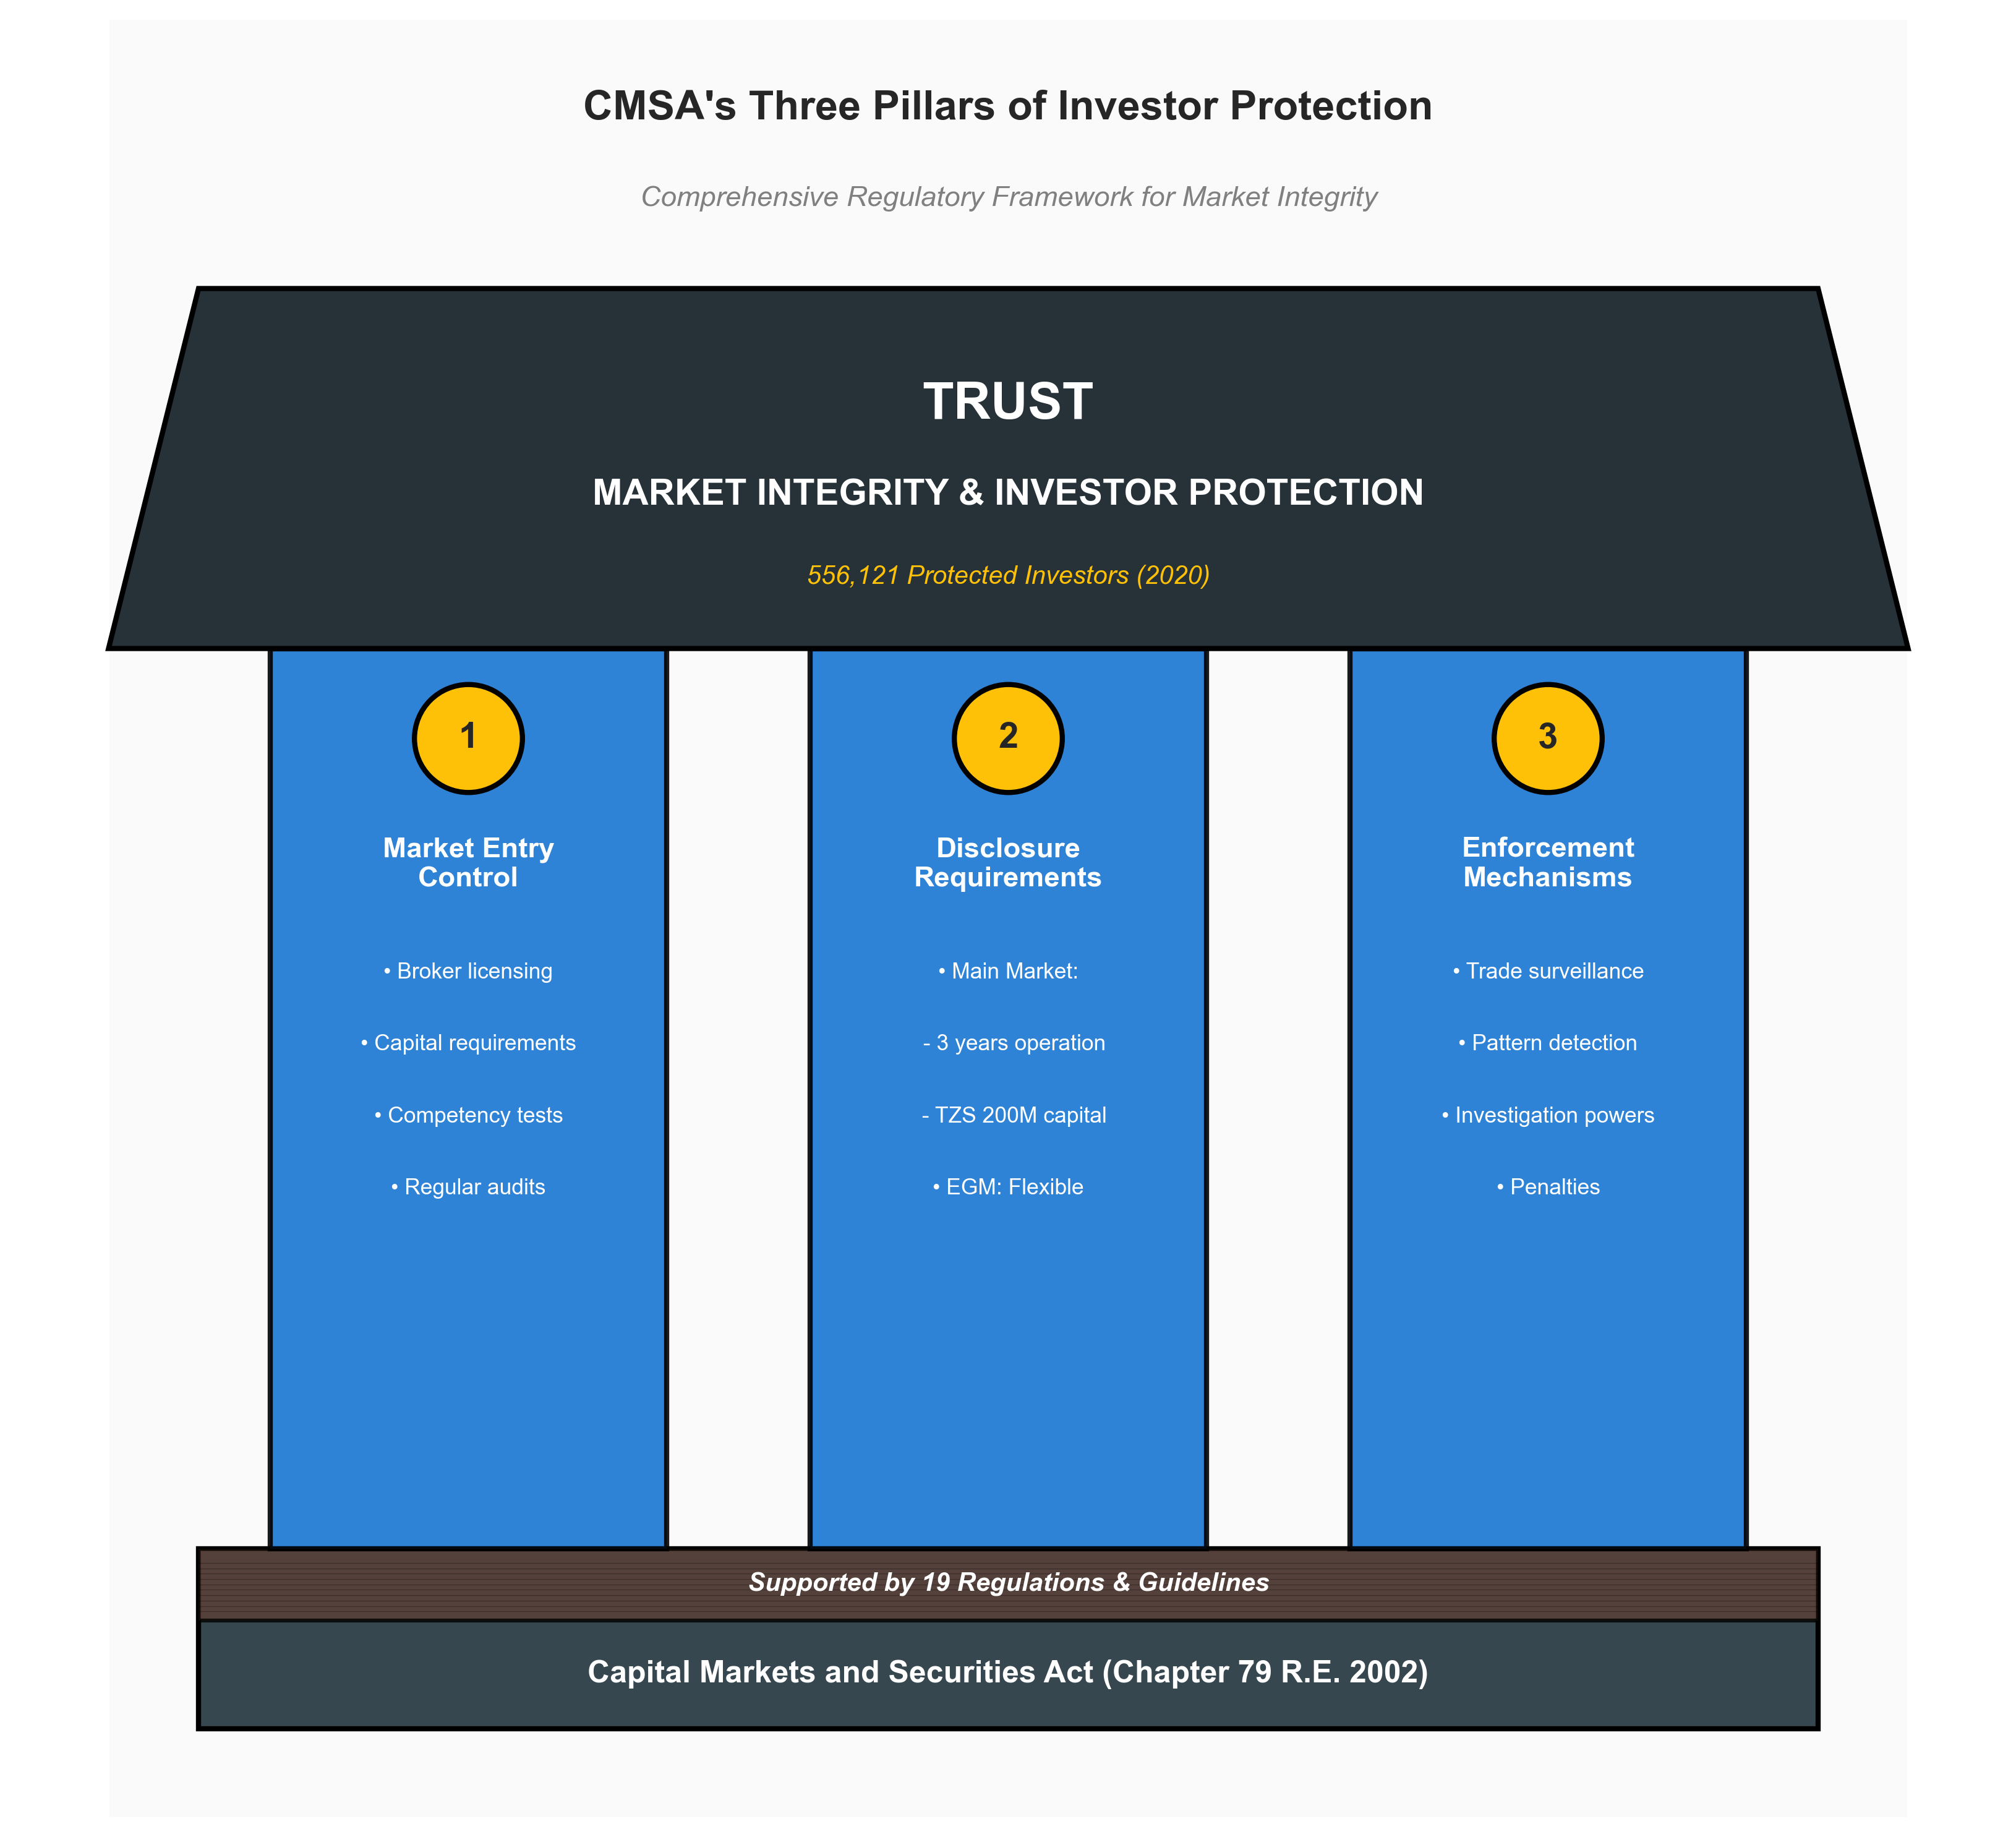 CMSA's Three Pillars of Investor Protection
Comprehensive Regulatory Framework for Market Integrity
TRUST
MARKET INTEGRITY & INVESTOR PROTECTION
556,121 Protected Investors (2020)
1
Market Entry
Control
• Broker licensing
• Capital requirements
• Competency tests
• Regular audits
2
Disclosure
Requirements
• Main Market:
- 3 years operation
- TZS 200M capital
• EGM: Flexible
3
Enforcement
Mechanisms
• Trade surveillance
• Pattern detection
• Investigation powers
• Penalties
Supported by 19 Regulations & Guidelines
Capital Markets and Securities Act (Chapter 79 R.E. 2002)